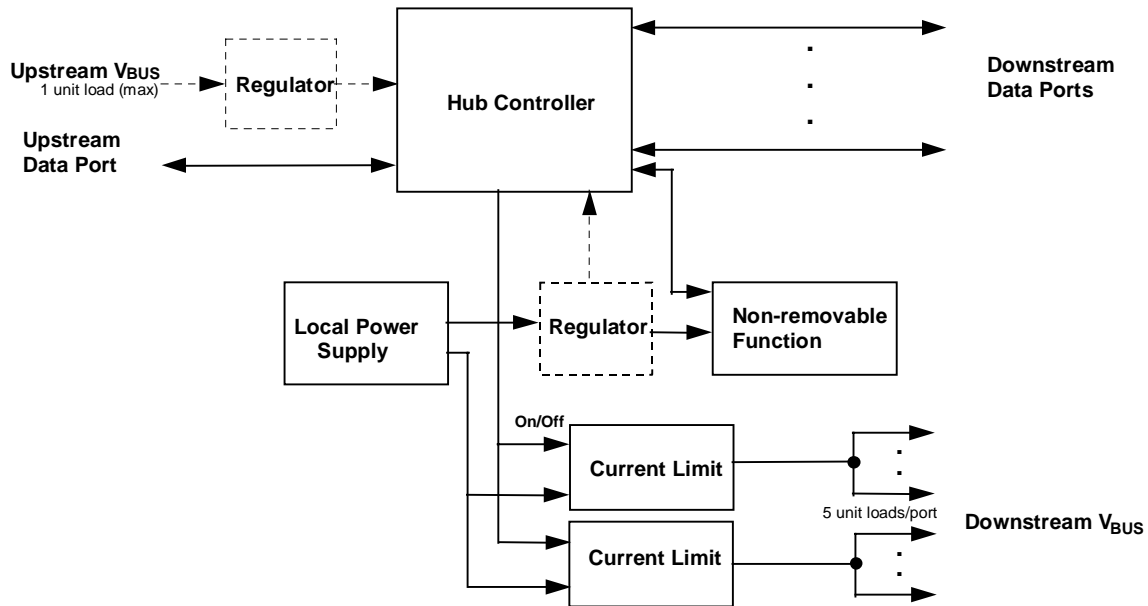 Upstream VBUS
1 unit load (max)
Regulator
Hub Controller
Downstream
Data Ports
Upstream
Data Port
Local Power
Supply
Regulator
Non-removable
Function
On/Off
Current Limit
5 unit loads/port
Downstream VBUS
Current Limit